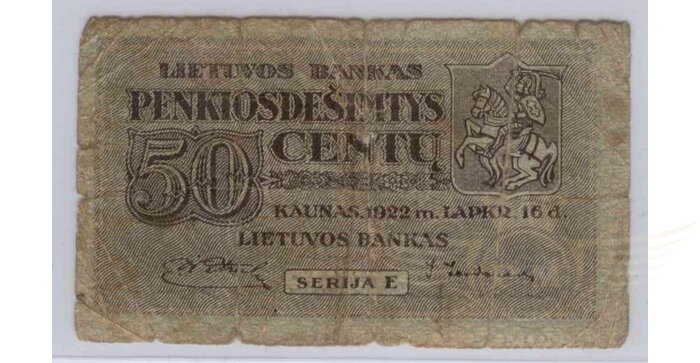 LIETUVOS BANKAS
PENKIOSDEŠIMTYS
50 CENTŲ
KAUNAS, 1922 m. LAPKR. 16 d.
LIETUVOS BANKAS
SERIJA E